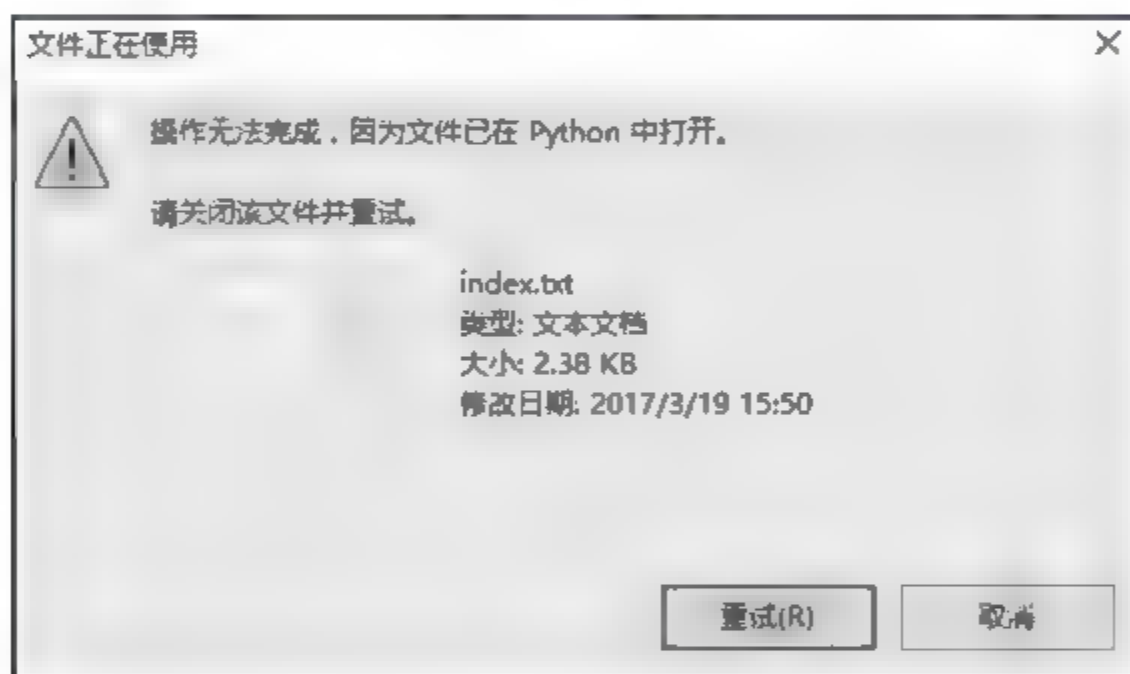 文件正在使用
操作无法完成，因为文件已在 Python 中打开。
请关闭该文件并重试。
index.txt
类型: 文本文档
大小: 2.38 KB
修改日期: 2017/3/19 15:50
重试(R)
取消